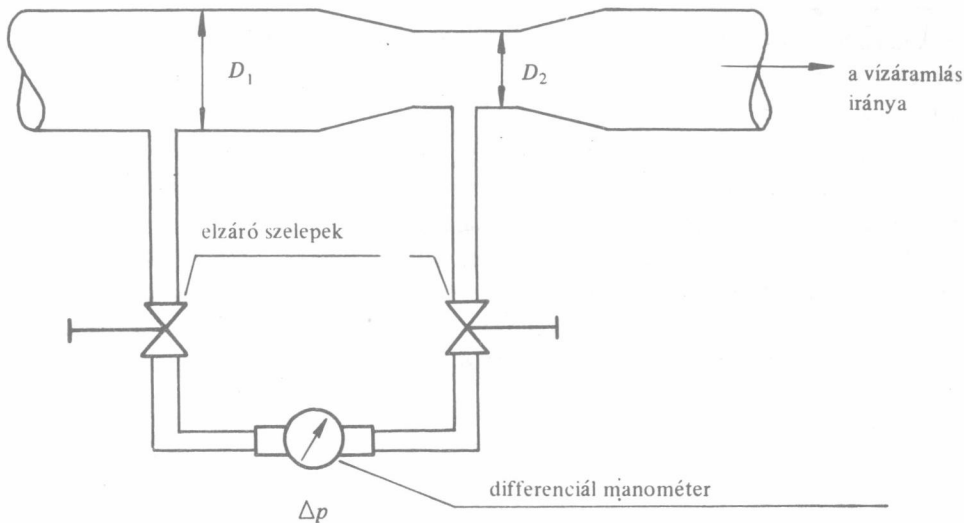 D₁
D₂
a vízáramlás
iránya
elzáró szelepek
differenciál manométer
Δp